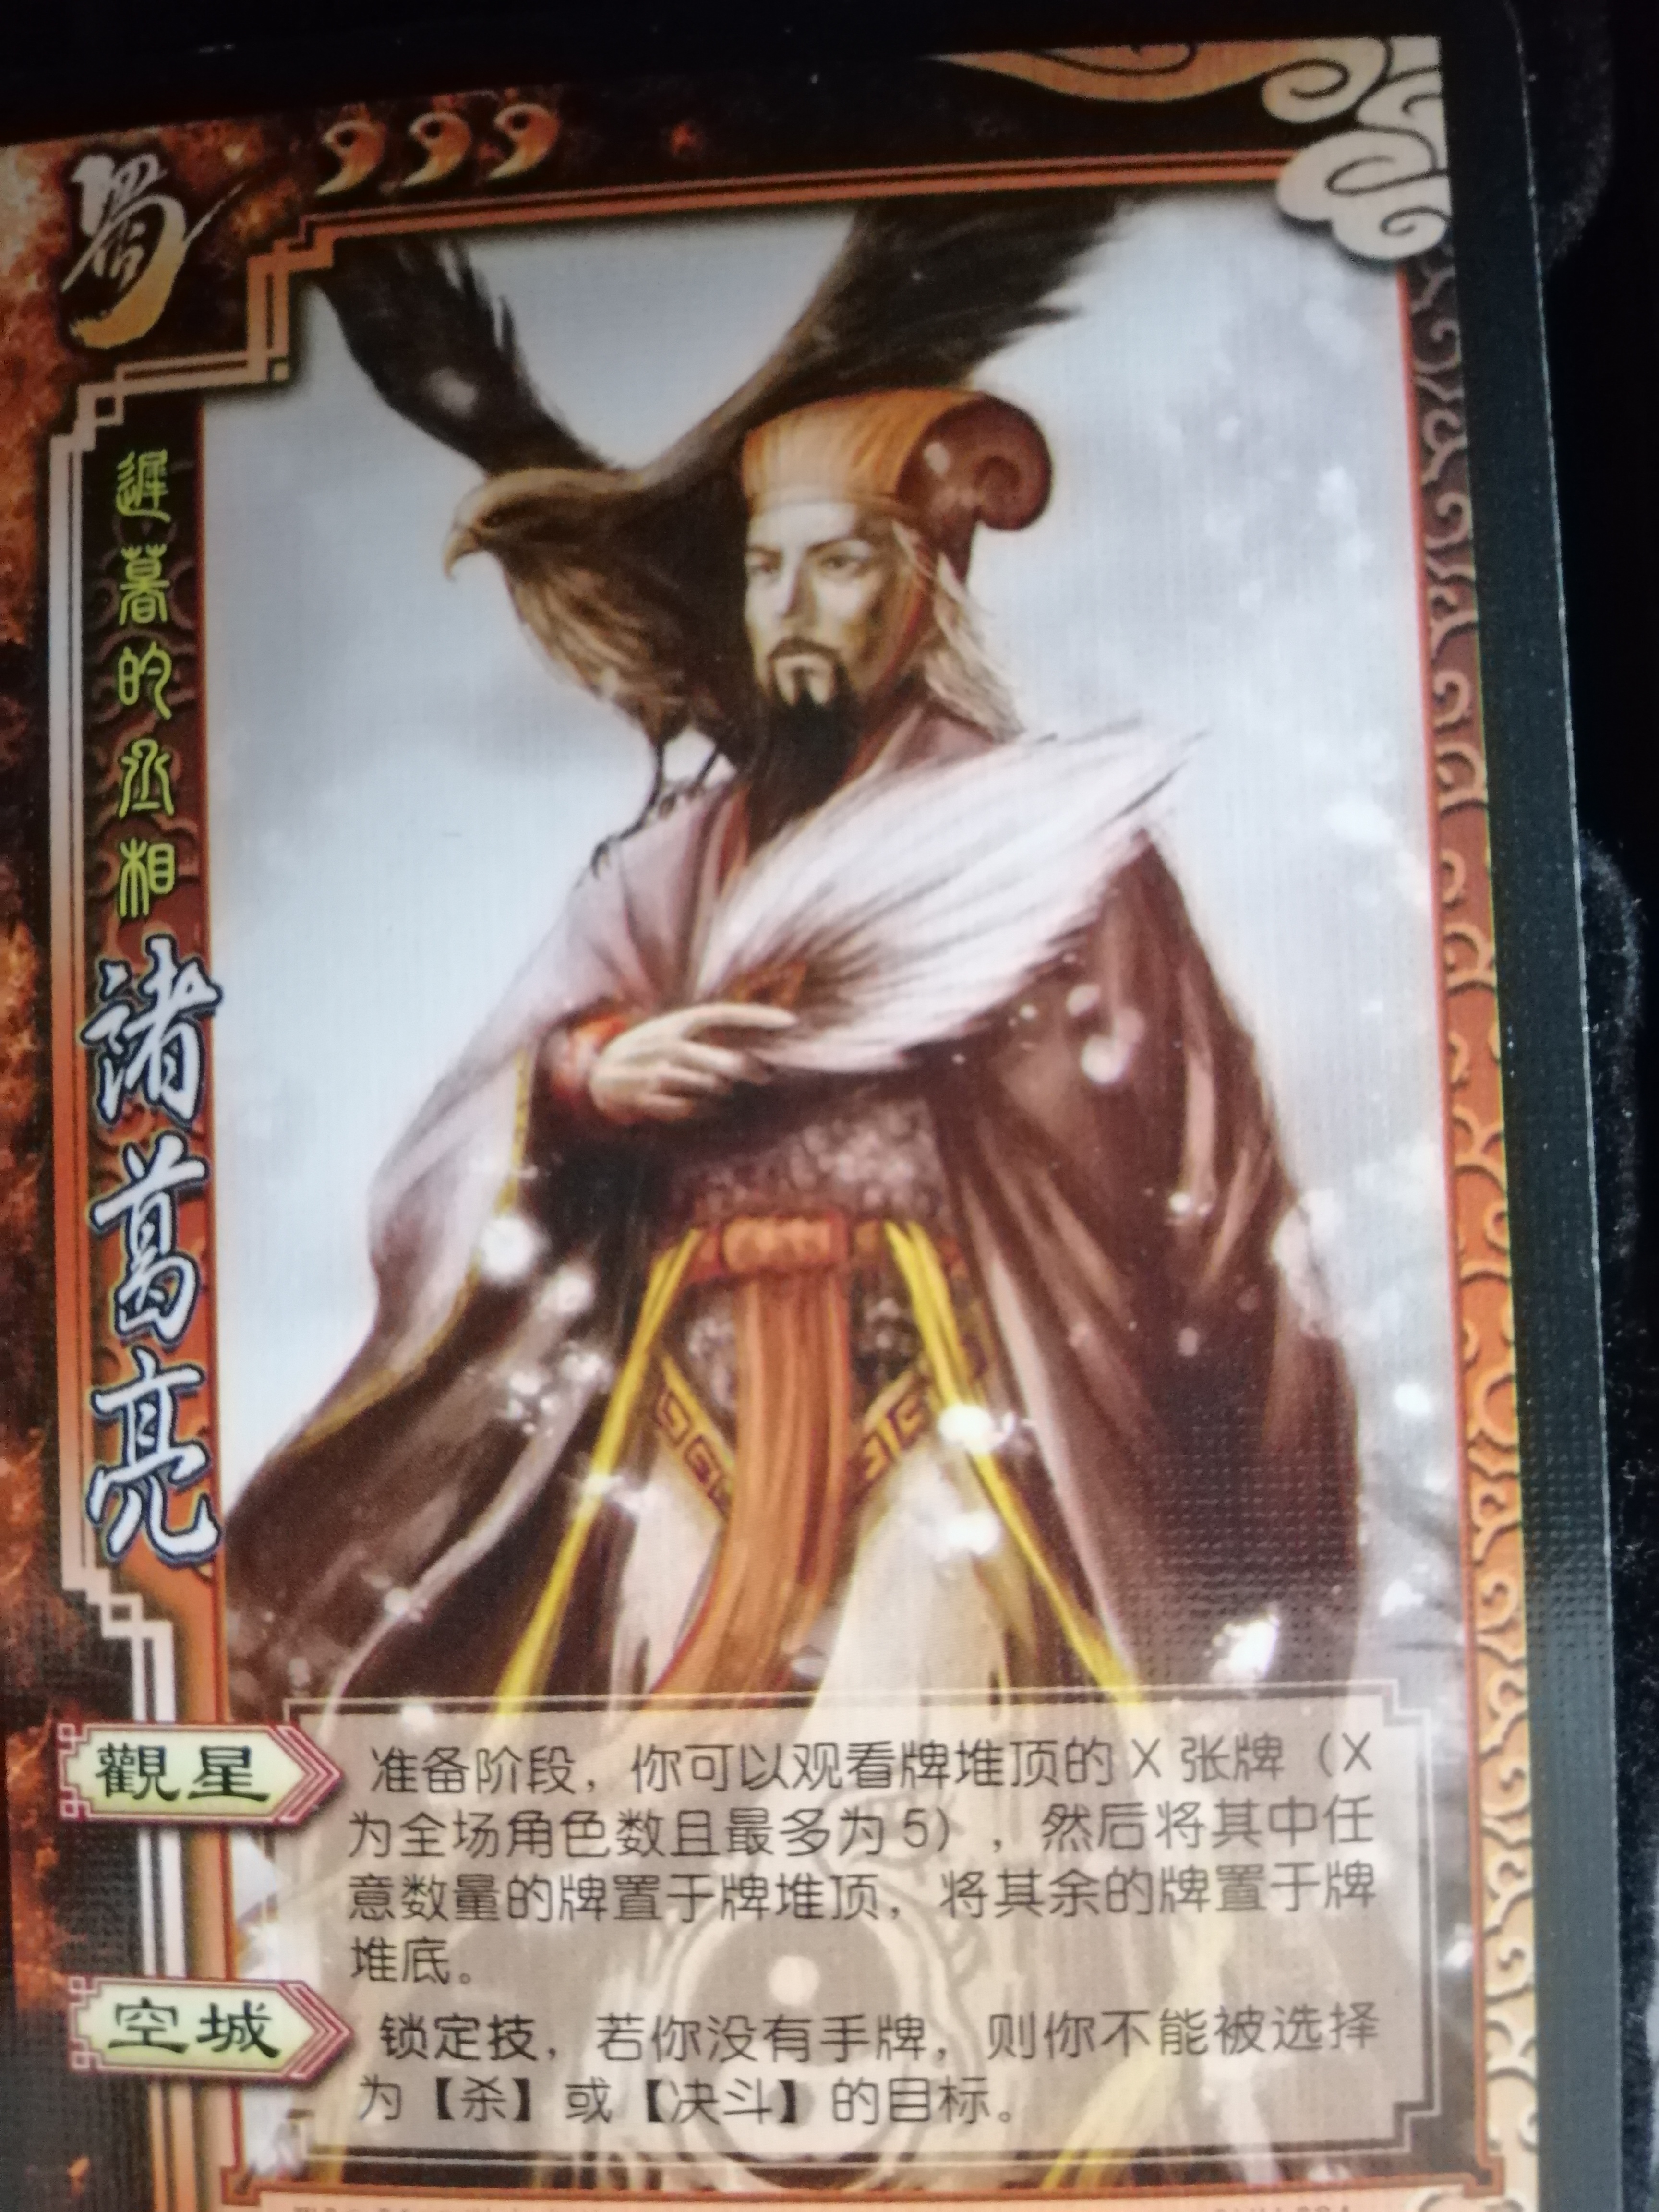 蜀
遲暮的丞相
諸葛亮
觀星
准备阶段，你可以观看牌堆顶的 X 张牌（X
为全场角色数且最多为 5），然后将其中任
意数量的牌置于牌堆顶，将其余的牌置于牌
堆底。
空城
锁定技，若你没有手牌，则你不能被选择
为【杀】或【决斗】的目标。